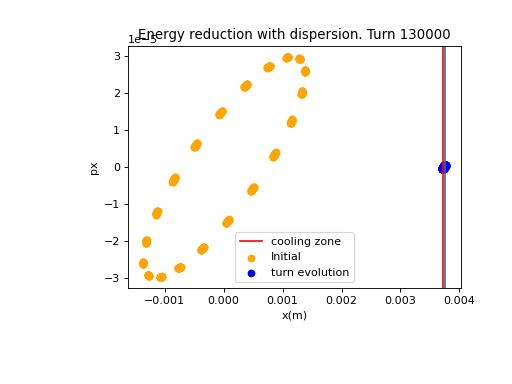 Energy reduction with dispersion. Turn 130000
1e−5
3
2
1
0
−1
−2
−3
px
cooling zone
Initial
turn evolution
−0.001 0.000 0.001 0.002 0.003 0.004
x(m)